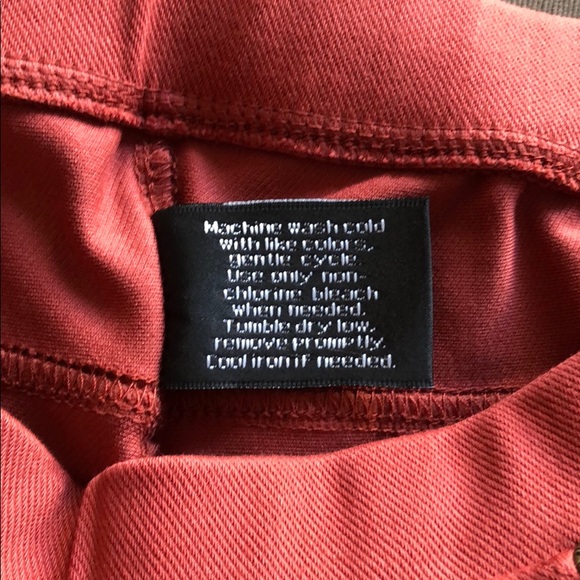 Machine wash cold
with like colors,
gentle cycle.
Use only non-
chlorine bleach
when needed.
Tumble dry low,
remove promptly.
Cool iron if needed.